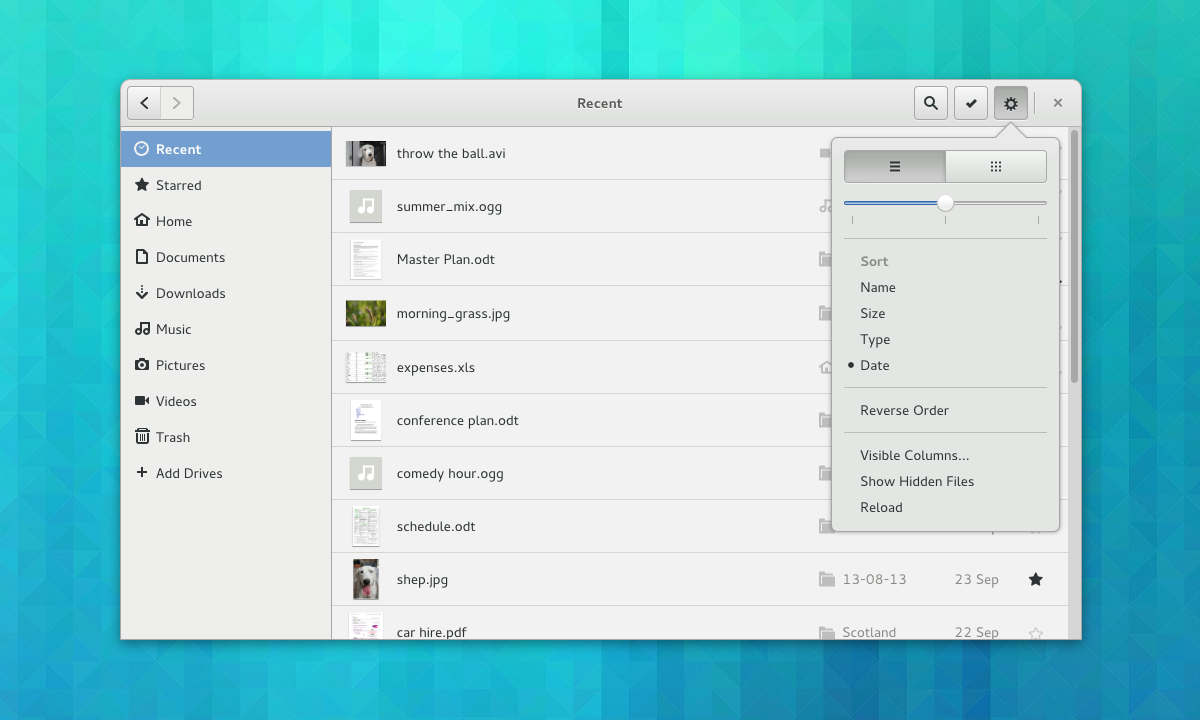 Recent
Recent
Starred
Home
Documents
Downloads
Music
Pictures
Videos
Trash
Add Drives
throw the ball.avi
summer_mix.ogg
Master Plan.odt
morning_grass.jpg
expenses.xls
conference plan.odt
comedy hour.ogg
schedule.odt
shep.jpg 13-08-13 23 Sep
car hire.pdf Scotland 22 Sep
Sort
Name
Size
Type
Date
Reverse Order
Visible Columns...
Show Hidden Files
Reload